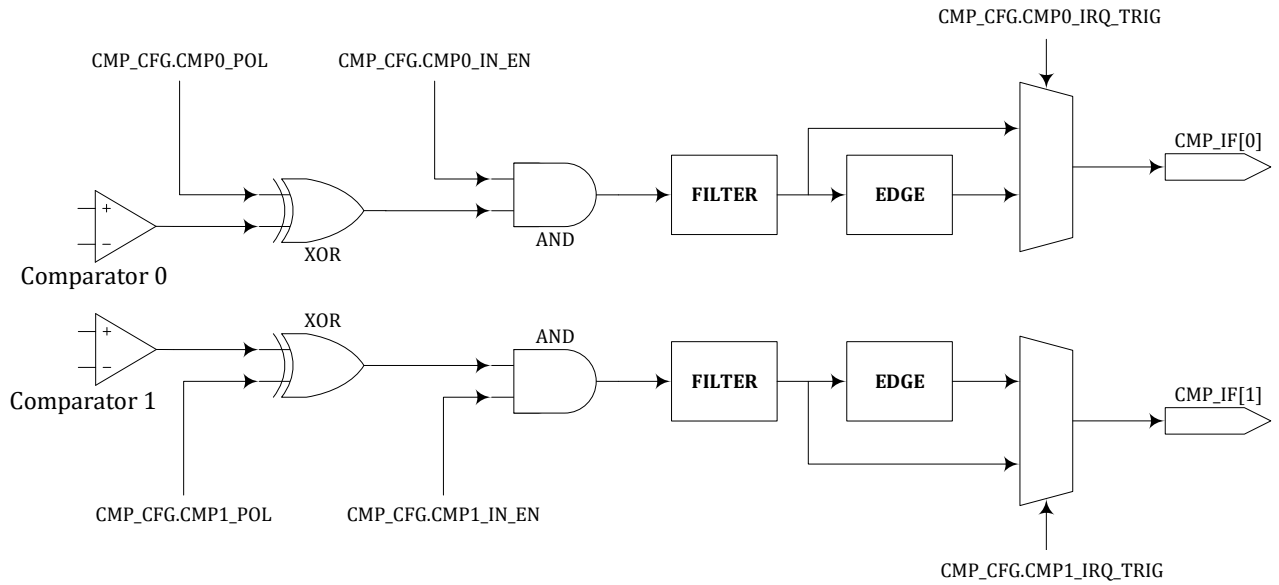 CMP_CFG.CMP0_IRQ_TRIG
CMP_CFG.CMP0_POL
CMP_CFG.CMP0_IN_EN
CMP_IF[0]
FILTER
EDGE
+
−
AND
XOR
Comparator 0
XOR
AND
+
−
FILTER
EDGE
CMP_IF[1]
Comparator 1
CMP_CFG.CMP1_POL
CMP_CFG.CMP1_IN_EN
CMP_CFG.CMP1_IRQ_TRIG